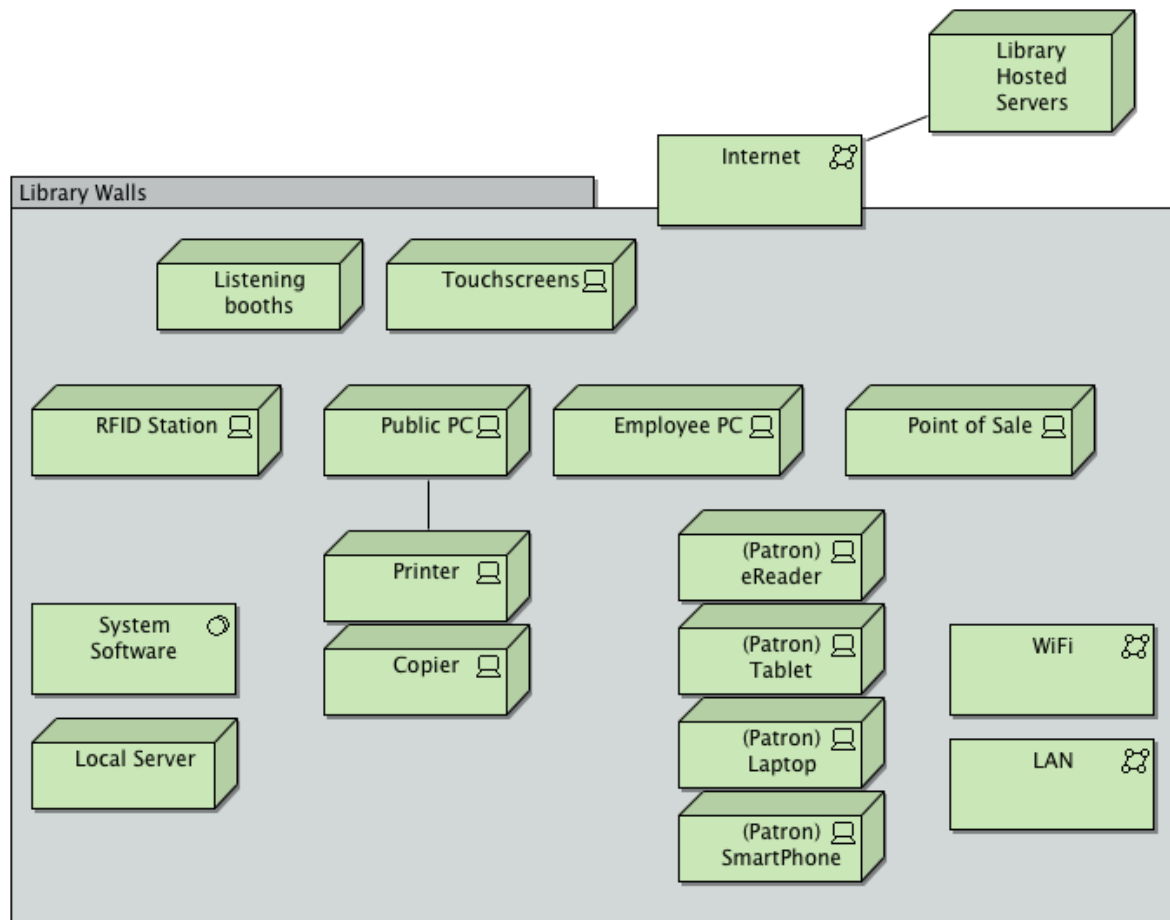 Library
Hosted
Servers
Internet
Library Walls
Listening
booths
Touchscreens
RFID Station
Public PC
Employee PC
Point of Sale
Printer
(Patron)
eReader
System
Software
Copier
(Patron)
Tablet
WiFi
Local Server
(Patron)
Laptop
LAN
(Patron)
SmartPhone